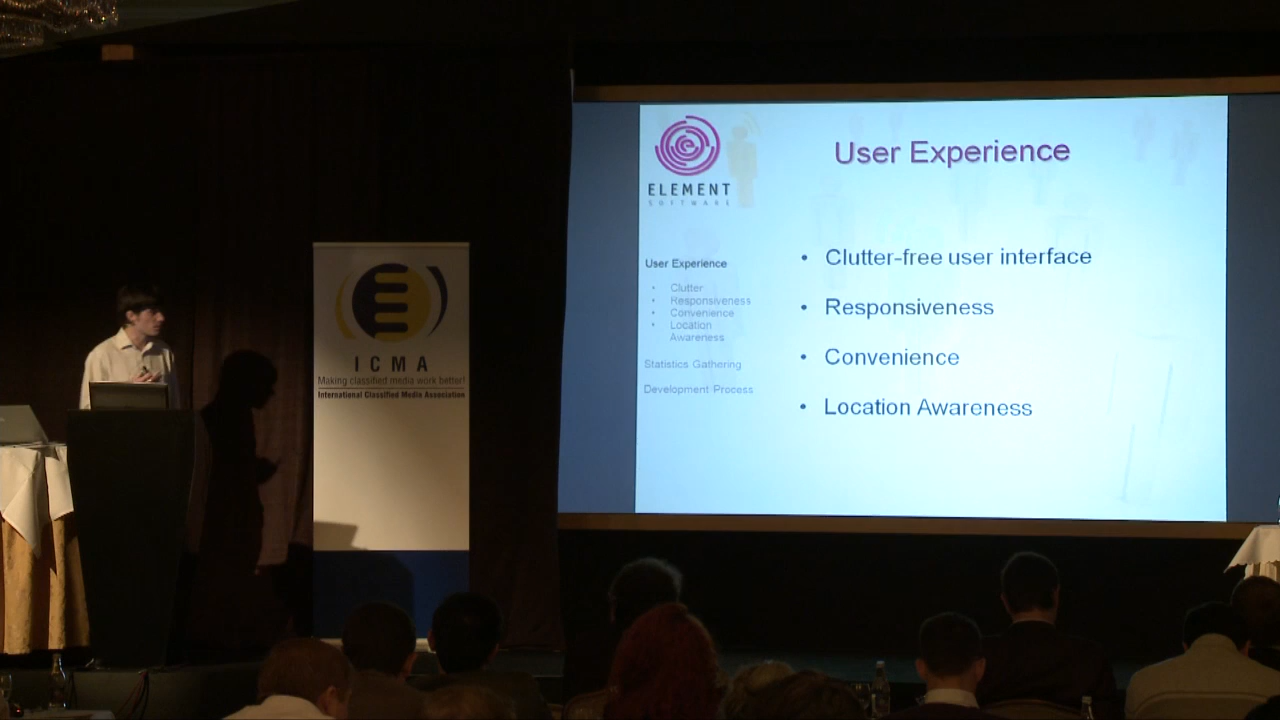 ICMA
Making classified media work better!
International Classified Media Association
ELEMENT
SOFTWARE
User Experience
• Clutter
• Responsiveness
• Convenience
• Location
Awareness
Statistics Gathering
Development Process
User Experience
• Clutter-free user interface
• Responsiveness
• Convenience
• Location Awareness